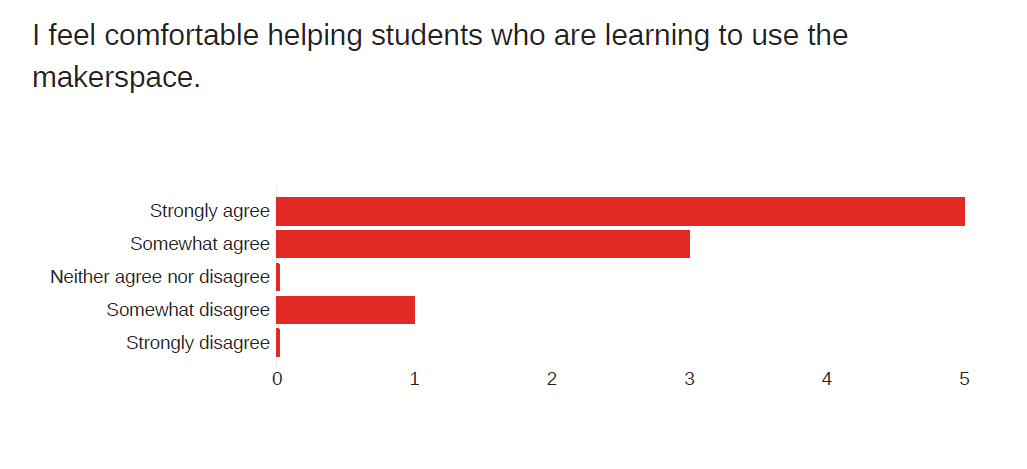 I feel comfortable helping students who are learning to use the
makerspace.
Strongly agree
Somewhat agree
Neither agree nor disagree
Somewhat disagree
Strongly disagree
0 1 2 3 4 5